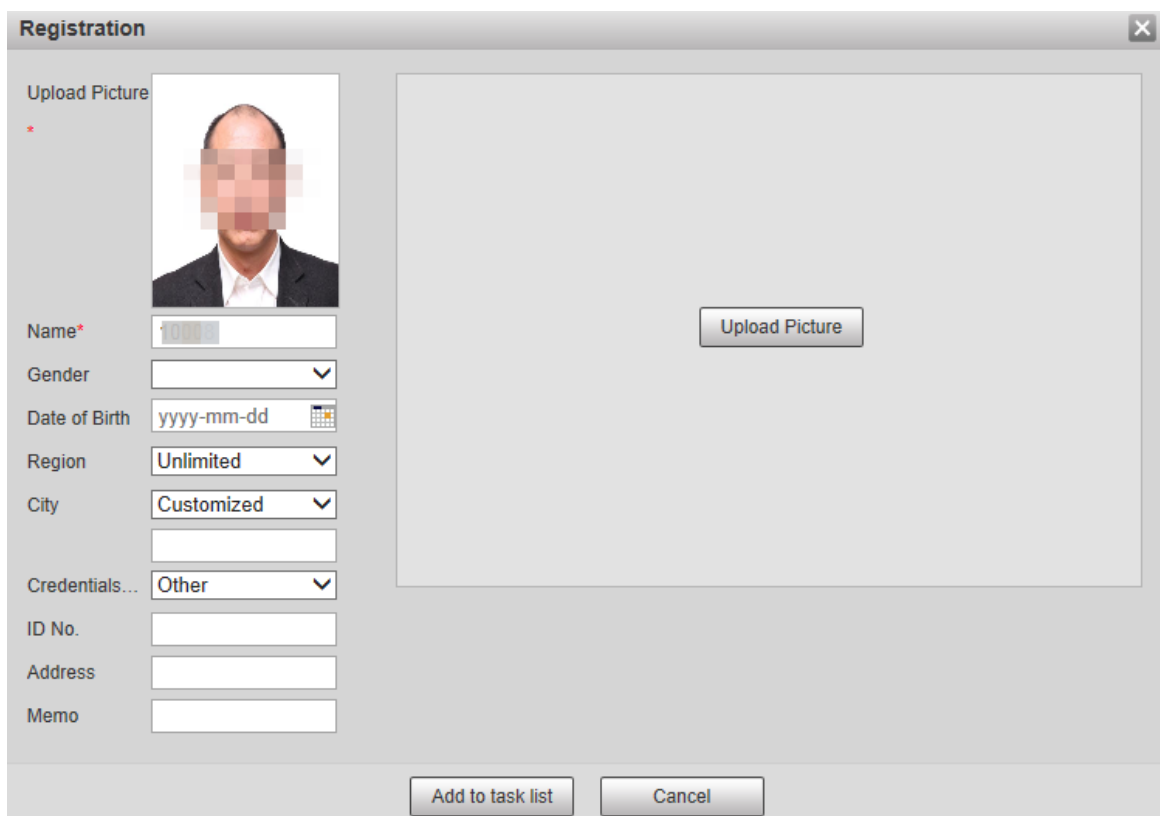 Registration
Upload Picture
*
Name*
Gender
Date of Birth yyyy-mm-dd
Region Unlimited
City Customized
Credentials... Other
ID No.
Address
Memo
Upload Picture
Add to task list Cancel